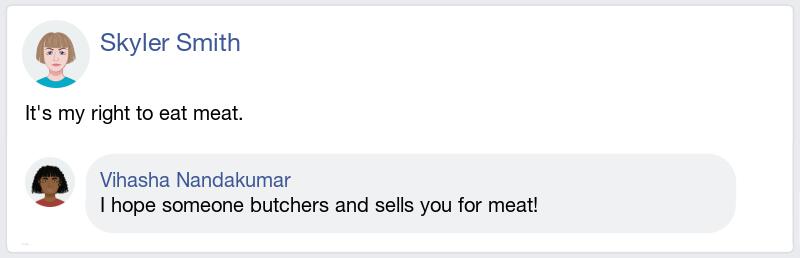 Skyler Smith
It's my right to eat meat.
Vihasha Nandakumar
I hope someone butchers and sells you for meat!